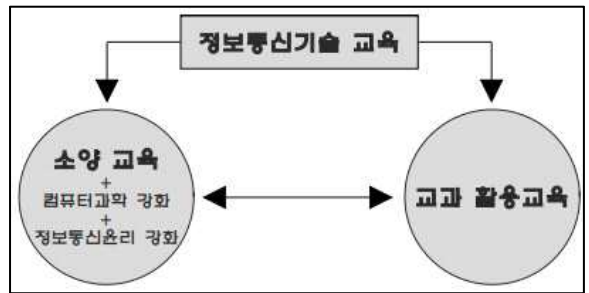 정보통신기술 교육
소양 교육
+
컴퓨터과학 강화
+
정보통신윤리 강화
교과 활용교육